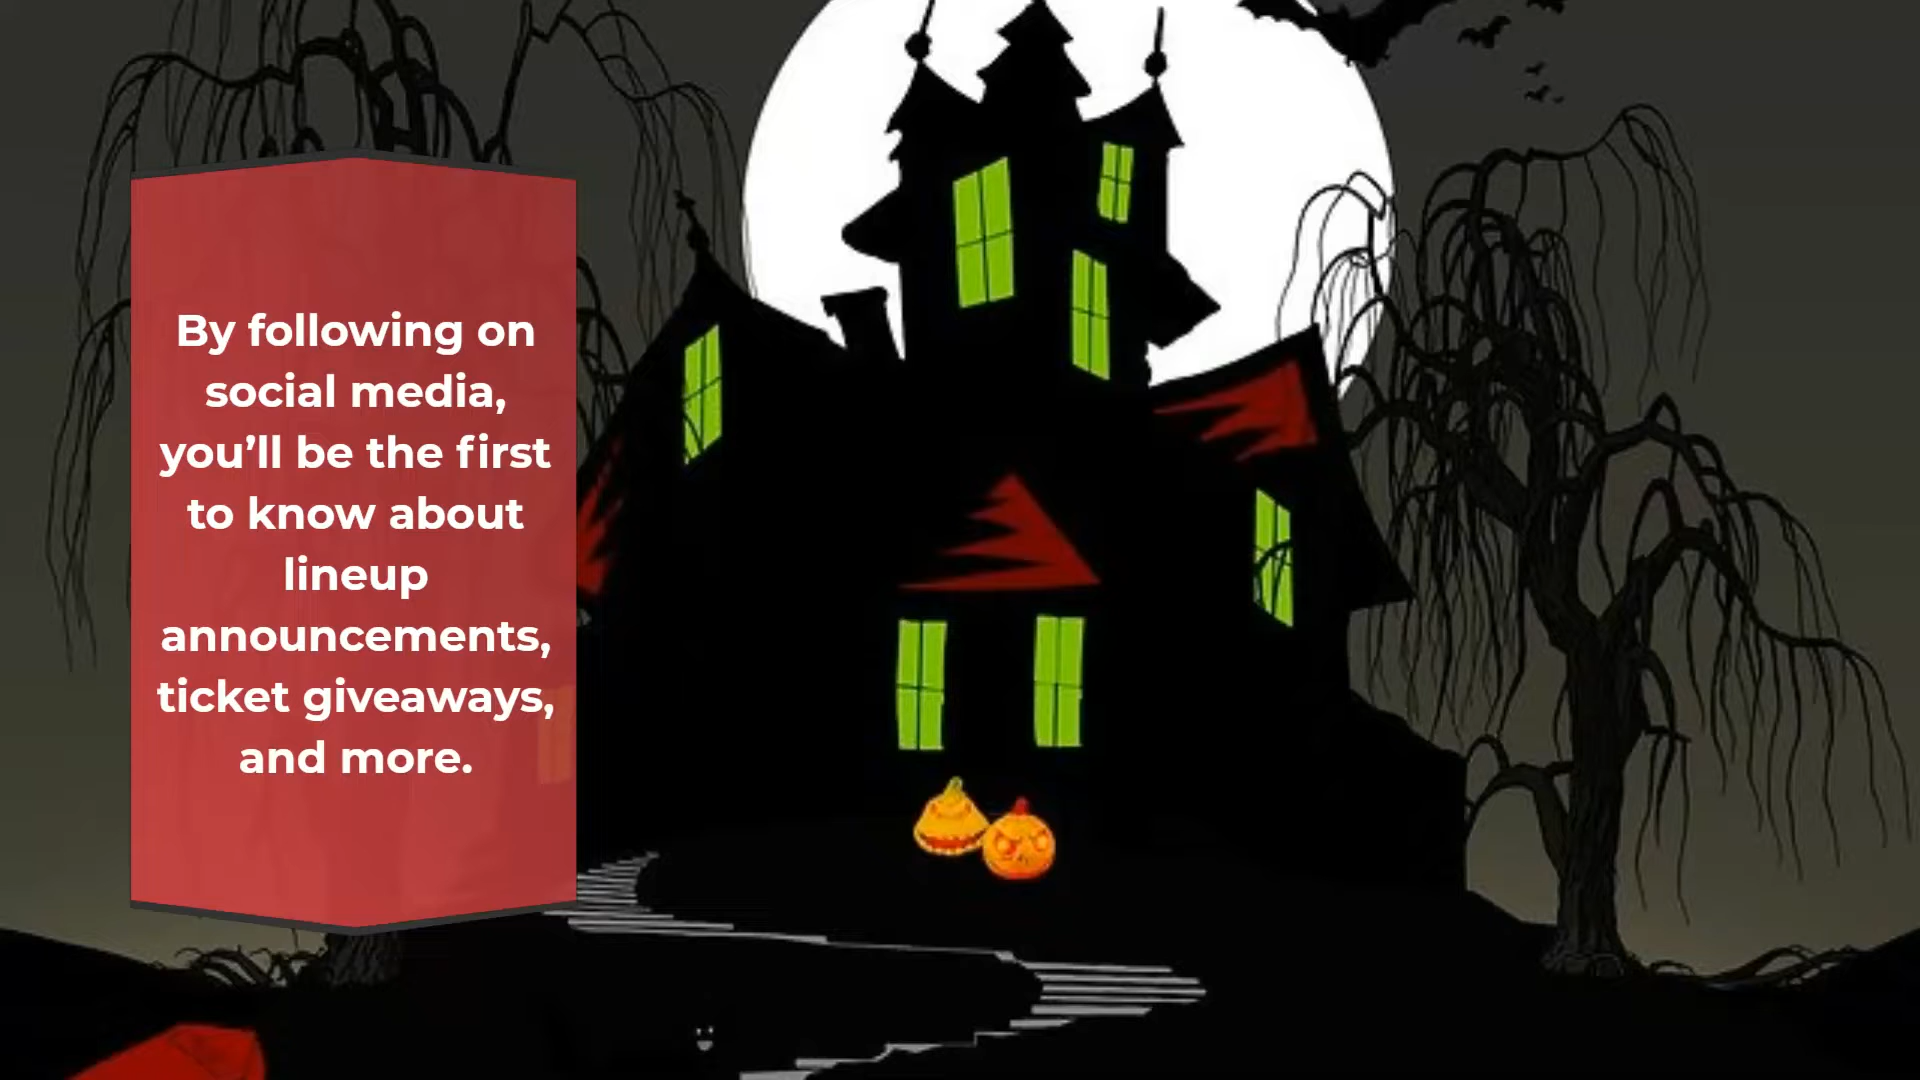 By following on
social media,
you’ll be the first
to know about
lineup
announcements,
ticket giveaways,
and more.